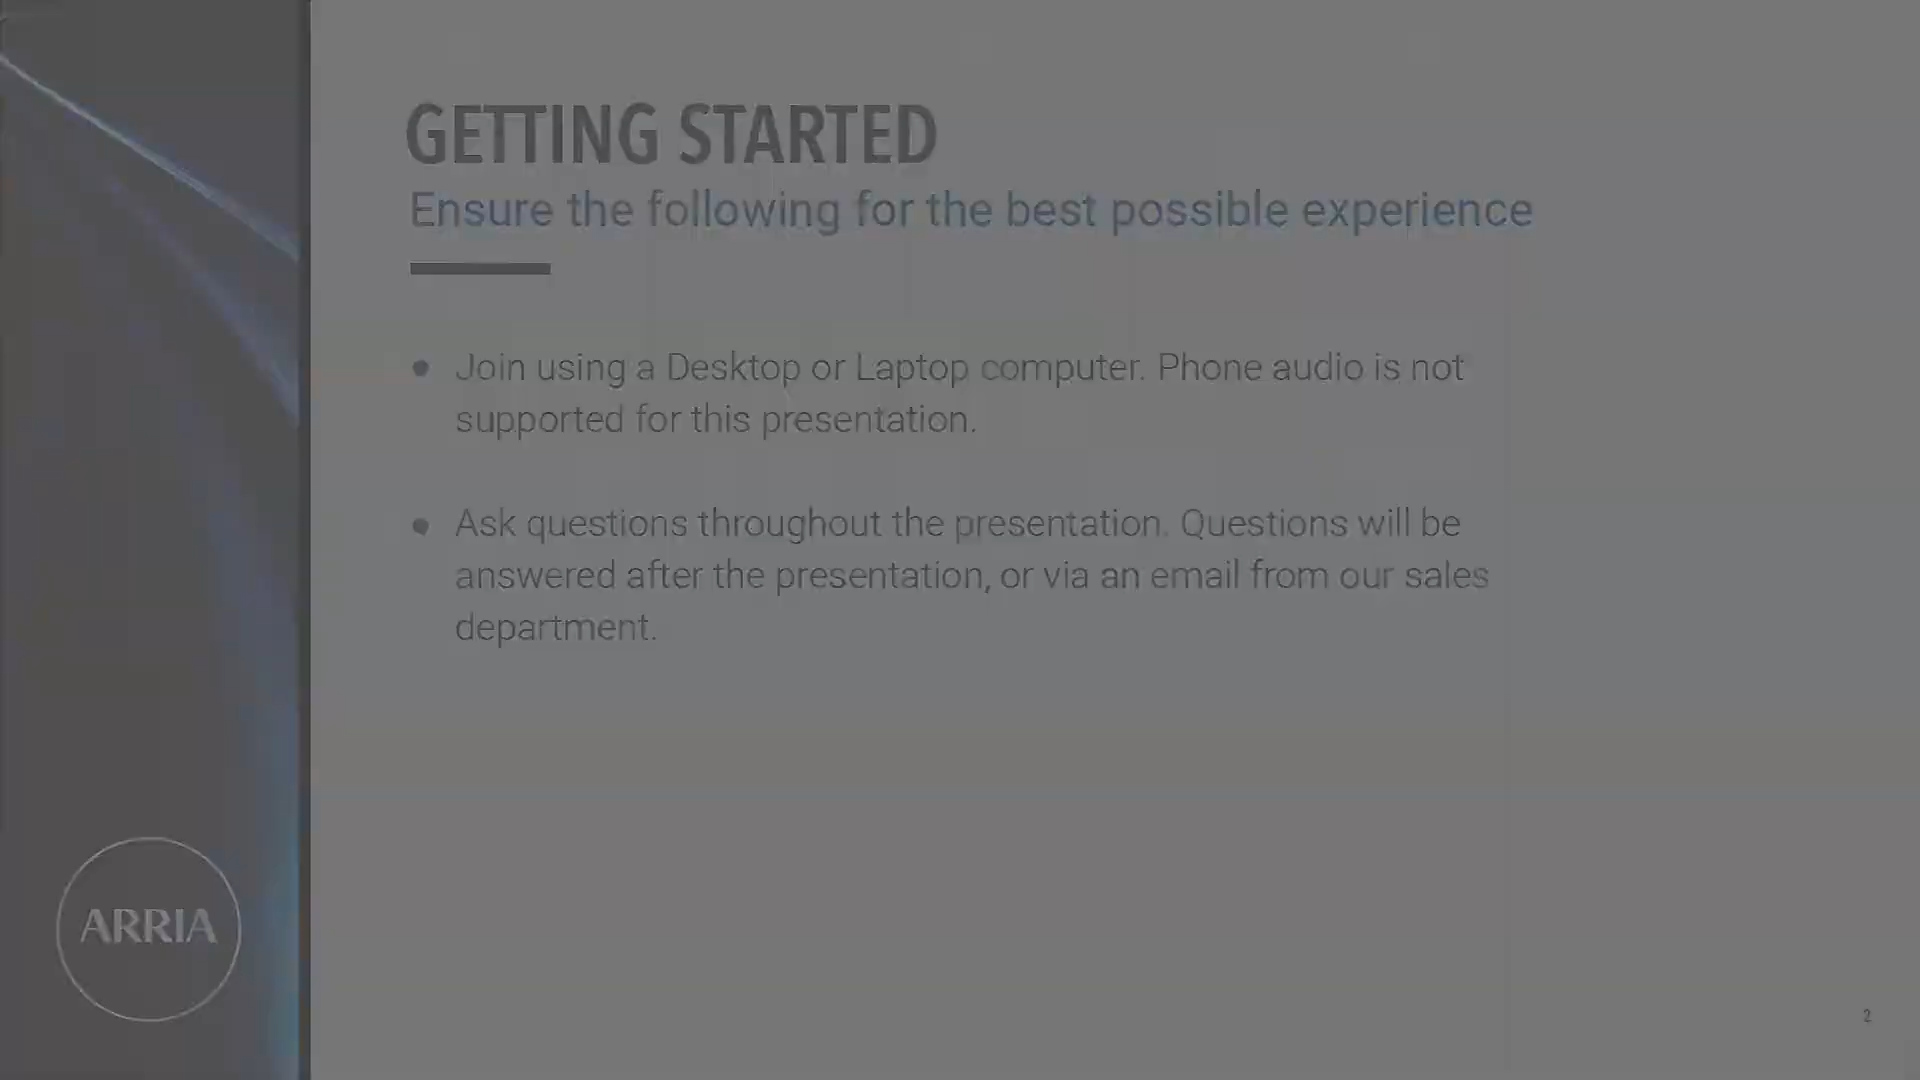 GETTING STARTED
Ensure the following for the best possible experience
● Join using a Desktop or Laptop computer. Phone audio is not
supported for this presentation.
● Ask questions throughout the presentation. Questions will be
answered after the presentation, or via an email from our sales
department.
ARRIA
2